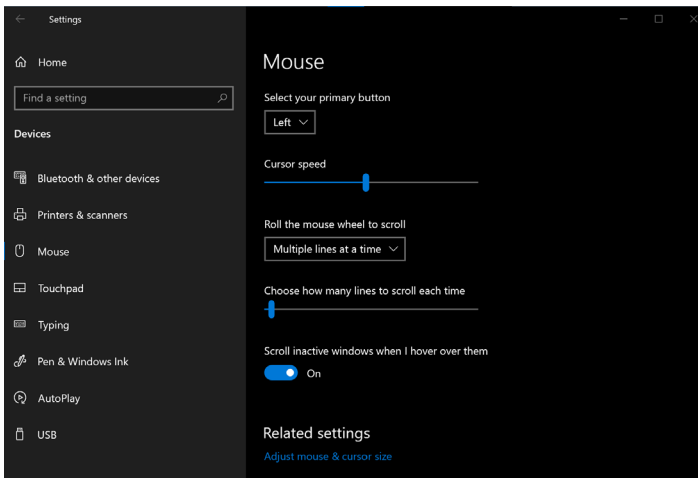 Settings
Home
Find a setting
Devices
Bluetooth & other devices
Printers & scanners
Mouse
Touchpad
Typing
Pen & Windows Ink
AutoPlay
USB
Mouse
Select your primary button
Left
Cursor speed
Roll the mouse wheel to scroll
Multiple lines at a time
Choose how many lines to scroll each time
Scroll inactive windows when I hover over them
On
Related settings
Adjust mouse & cursor size